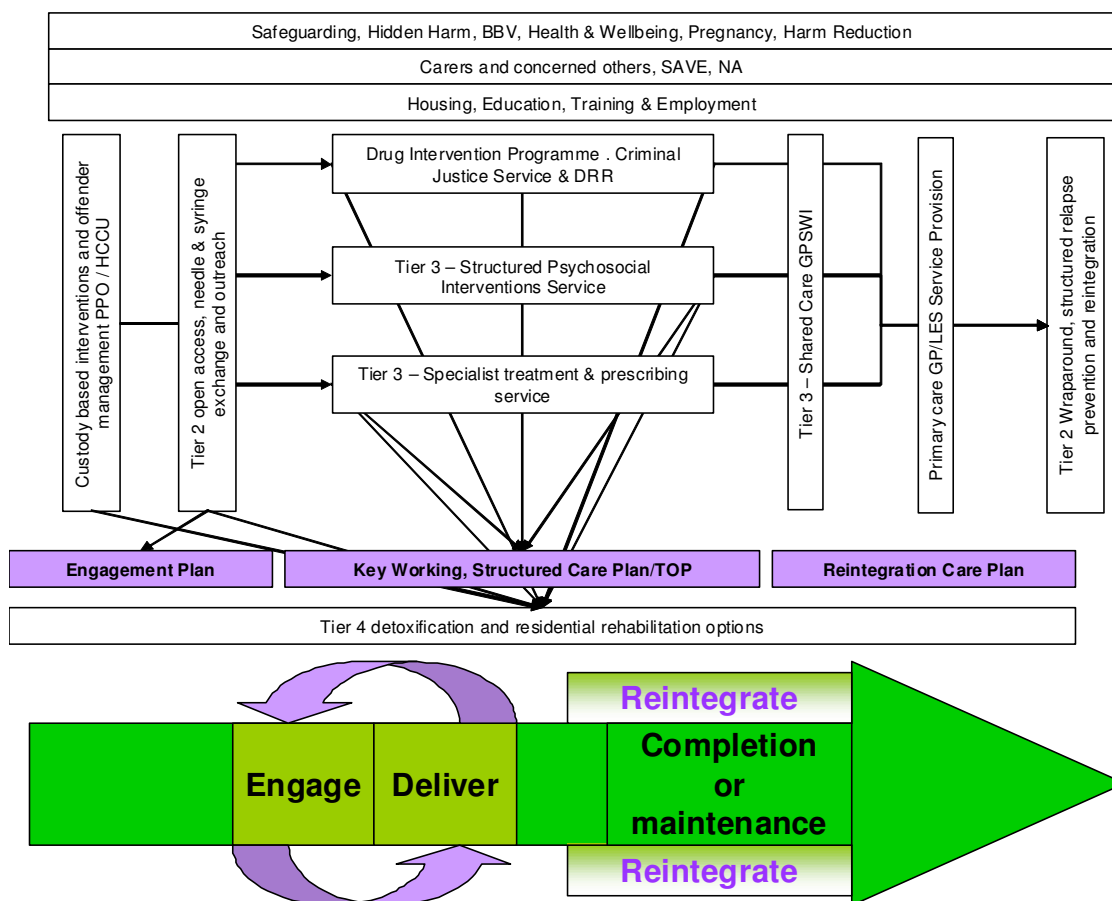 Safeguarding, Hidden Harm, BBV, Health & Wellbeing, Pregnancy, Harm Reduction
Carers and concerned others, SAVE, NA
Housing, Education, Training & Employment
Custody based interventions and offender
management PPO / HCCU
Tier 2 open access, needle & syringe
exchange and outreach
Drug Intervention Programme . Criminal
Justice Service & DRR
Tier 3 – Structured Psychosocial
Interventions Service
Tier 3 – Specialist treatment & prescribing
service
Tier 3 – Shared Care GPSWI
Primary care GP/LES Service Provision
Tier 2 Wraparound, structured relapse
prevention and reintegration
Engagement Plan
Key Working, Structured Care Plan/TOP
Reintegration Care Plan
Tier 4 detoxification and residential rehabilitation options
Reintegrate
Engage
Deliver
Completion
or
maintenance
Reintegrate